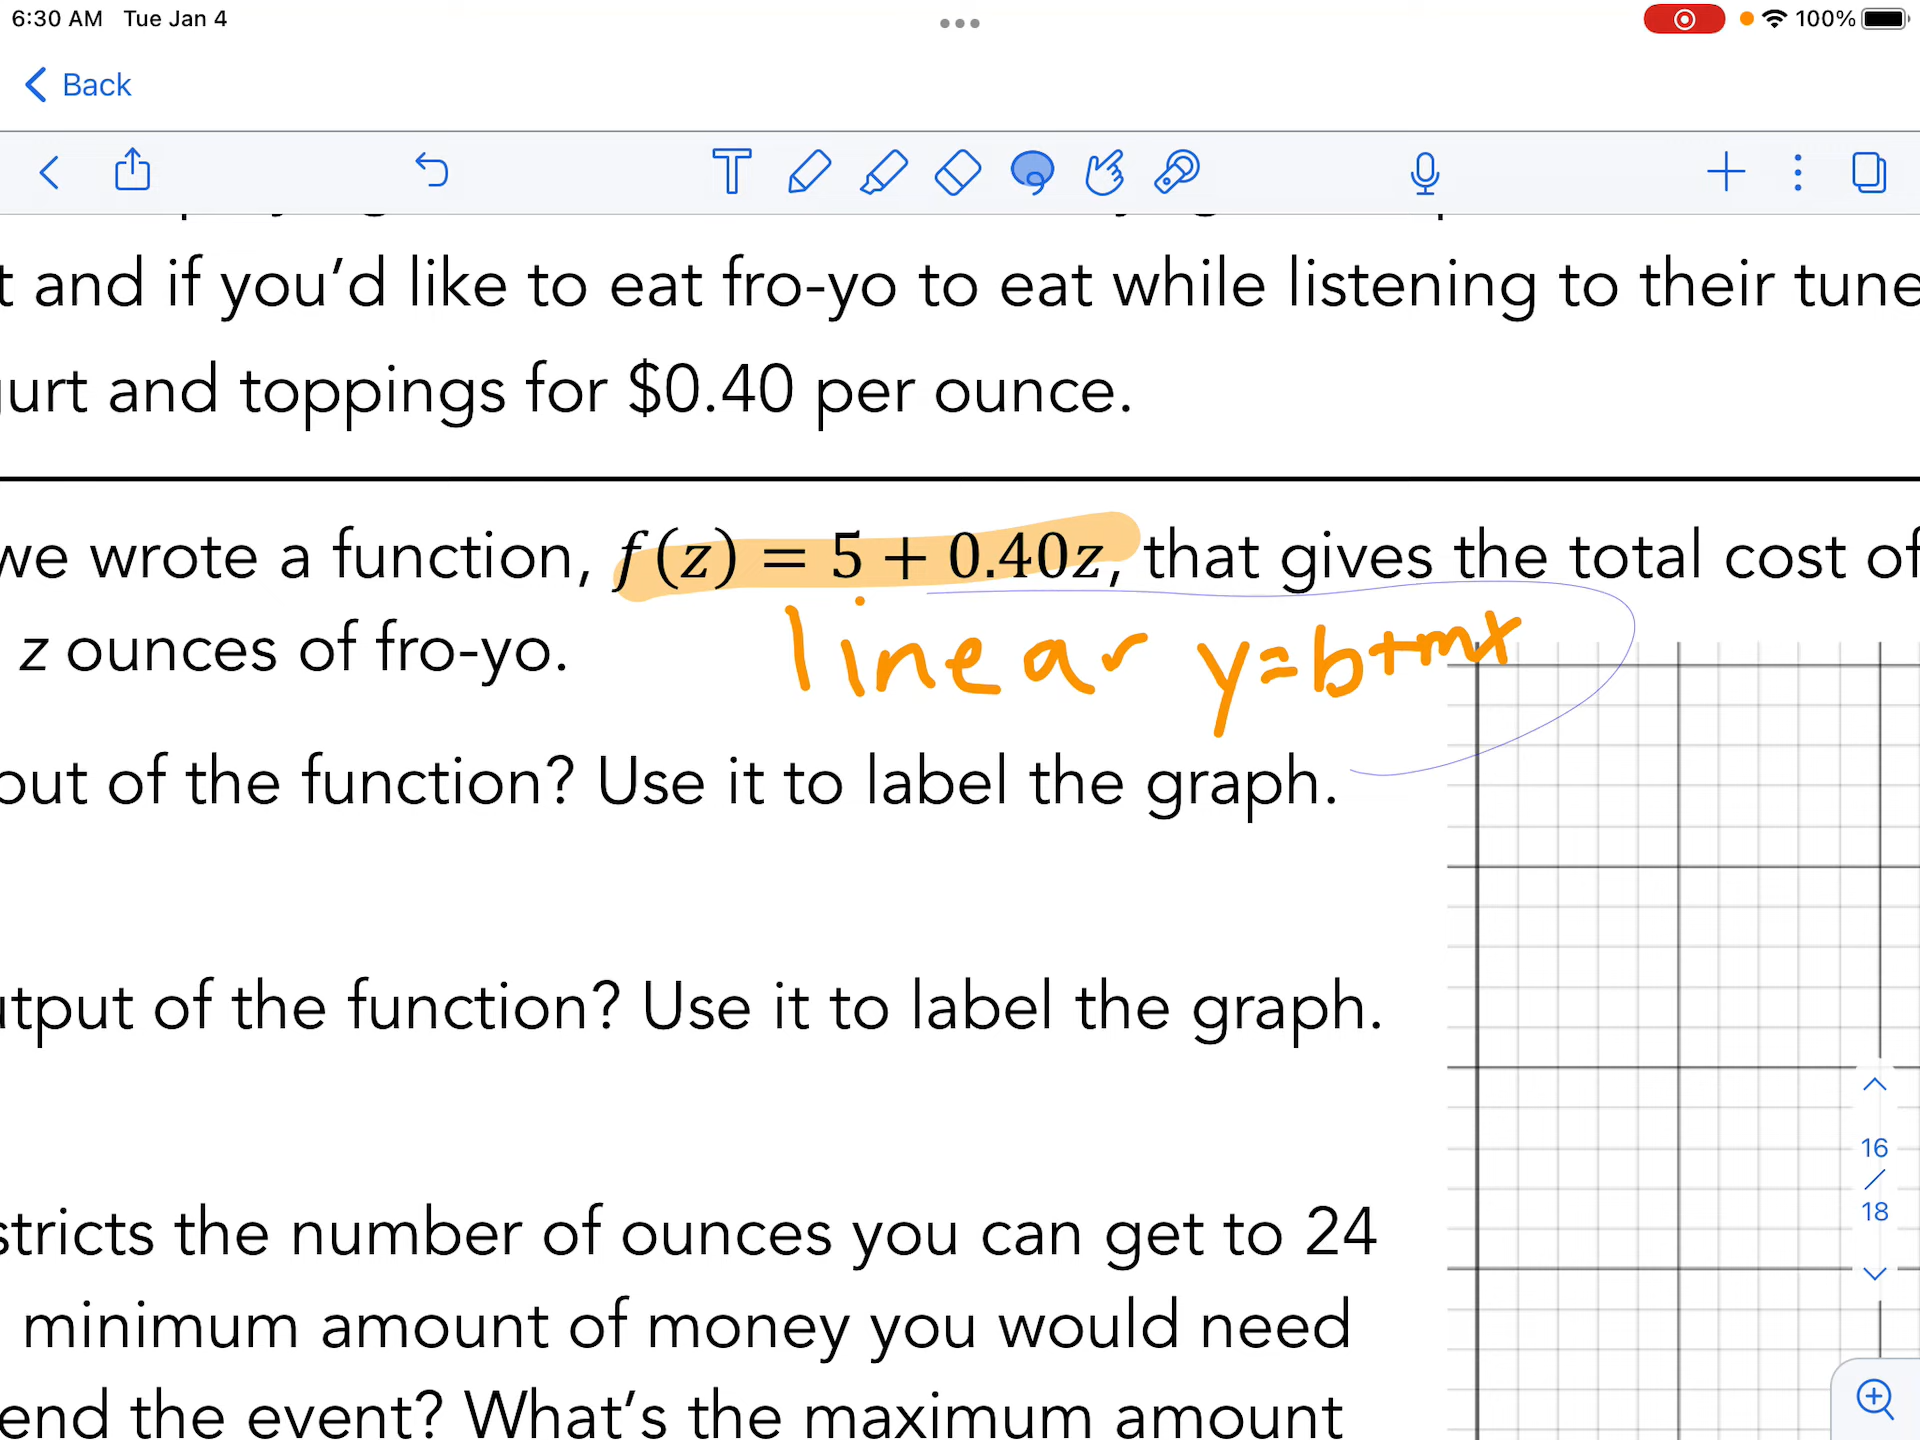 6:30 AM Tue Jan 4
100%
Back
t and if you’d like to eat fro-yo to eat while listening to their tune
urt and toppings for $0.40 per ounce.
we wrote a function, f(z) = 5 + 0.40z, that gives the total cost of
z ounces of fro-yo.
linear y=b+mx
out of the function? Use it to label the graph.
tput of the function? Use it to label the graph.
16
18
stricts the number of ounces you can get to 24
minimum amount of money you would need
end the event? What’s the maximum amount